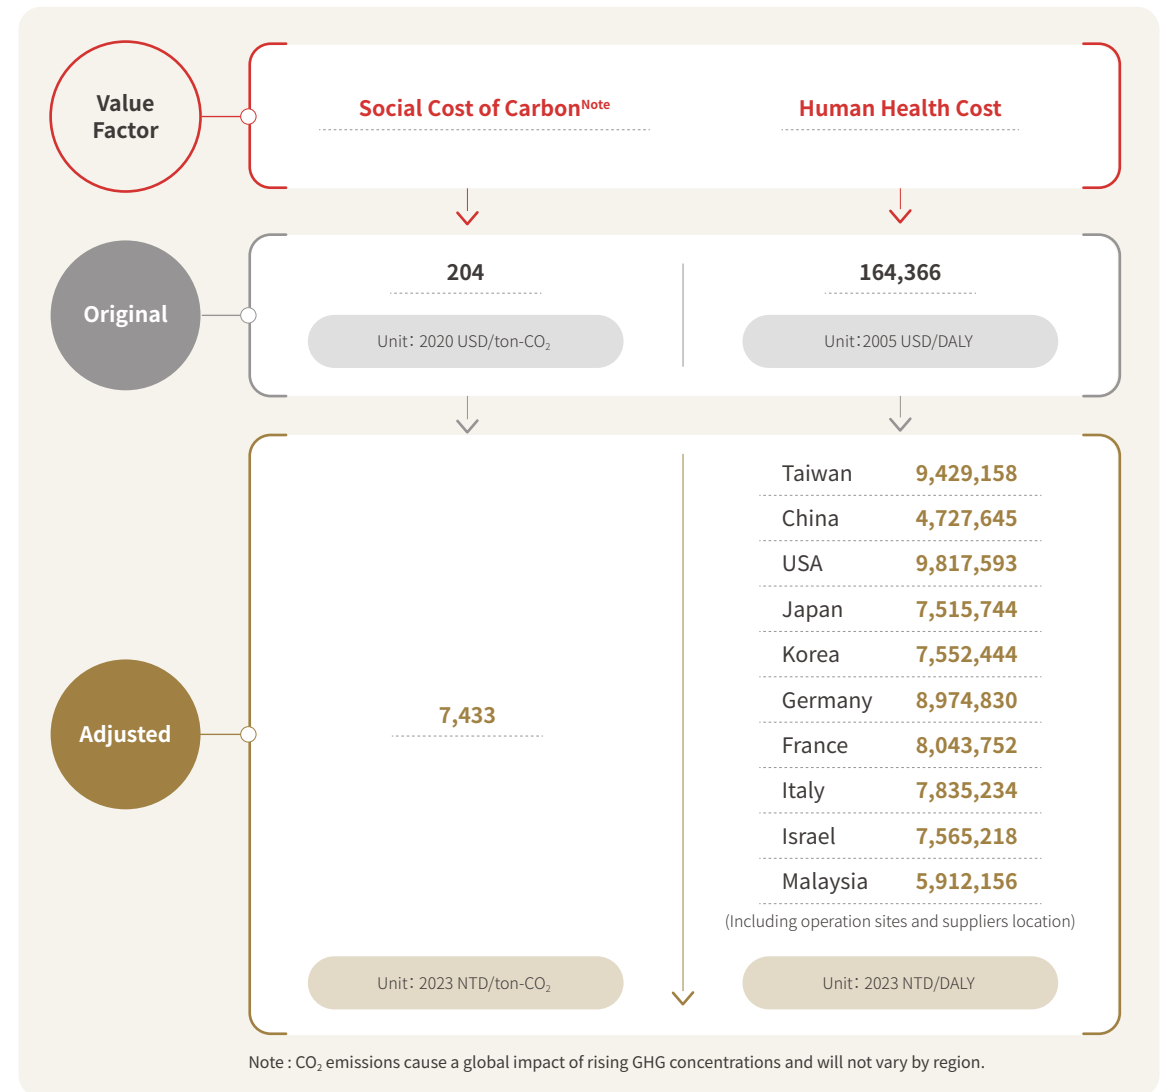 Value
Factor
Social Cost of CarbonNote
Human Health Cost
Original
204
164,366
Unit: 2020 USD/ton-CO₂
Unit:2005 USD/DALY
Adjusted
7,433
Unit: 2023 NTD/ton-CO₂
Taiwan 9,429,158
China 4,727,645
USA 9,817,593
Japan 7,515,744
Korea 7,552,444
Germany 8,974,830
France 8,043,752
Italy 7,835,234
Israel 7,565,218
Malaysia 5,912,156
(Including operation sites and suppliers location)
Unit: 2023 NTD/DALY
Note : CO₂ emissions cause a global impact of rising GHG concentrations and will not vary by region.